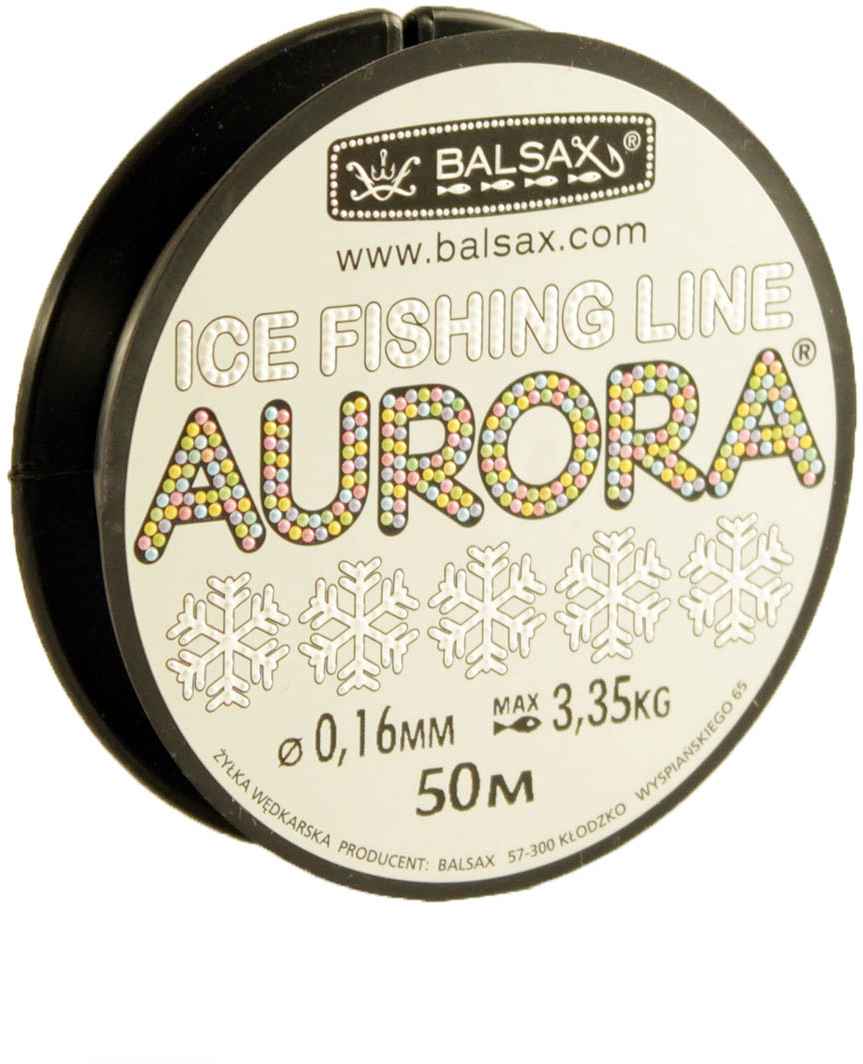 BALSAX®
www.balsax.com
ICE FISHING LINE
AURORA®
ø 0,16MM MAX 3,35KG
50M
ŻYŁKA WĘDKARSKA PRODUCENT: BALSAX 57-300 KŁODZKO WYSPIAŃSKIEGO 65